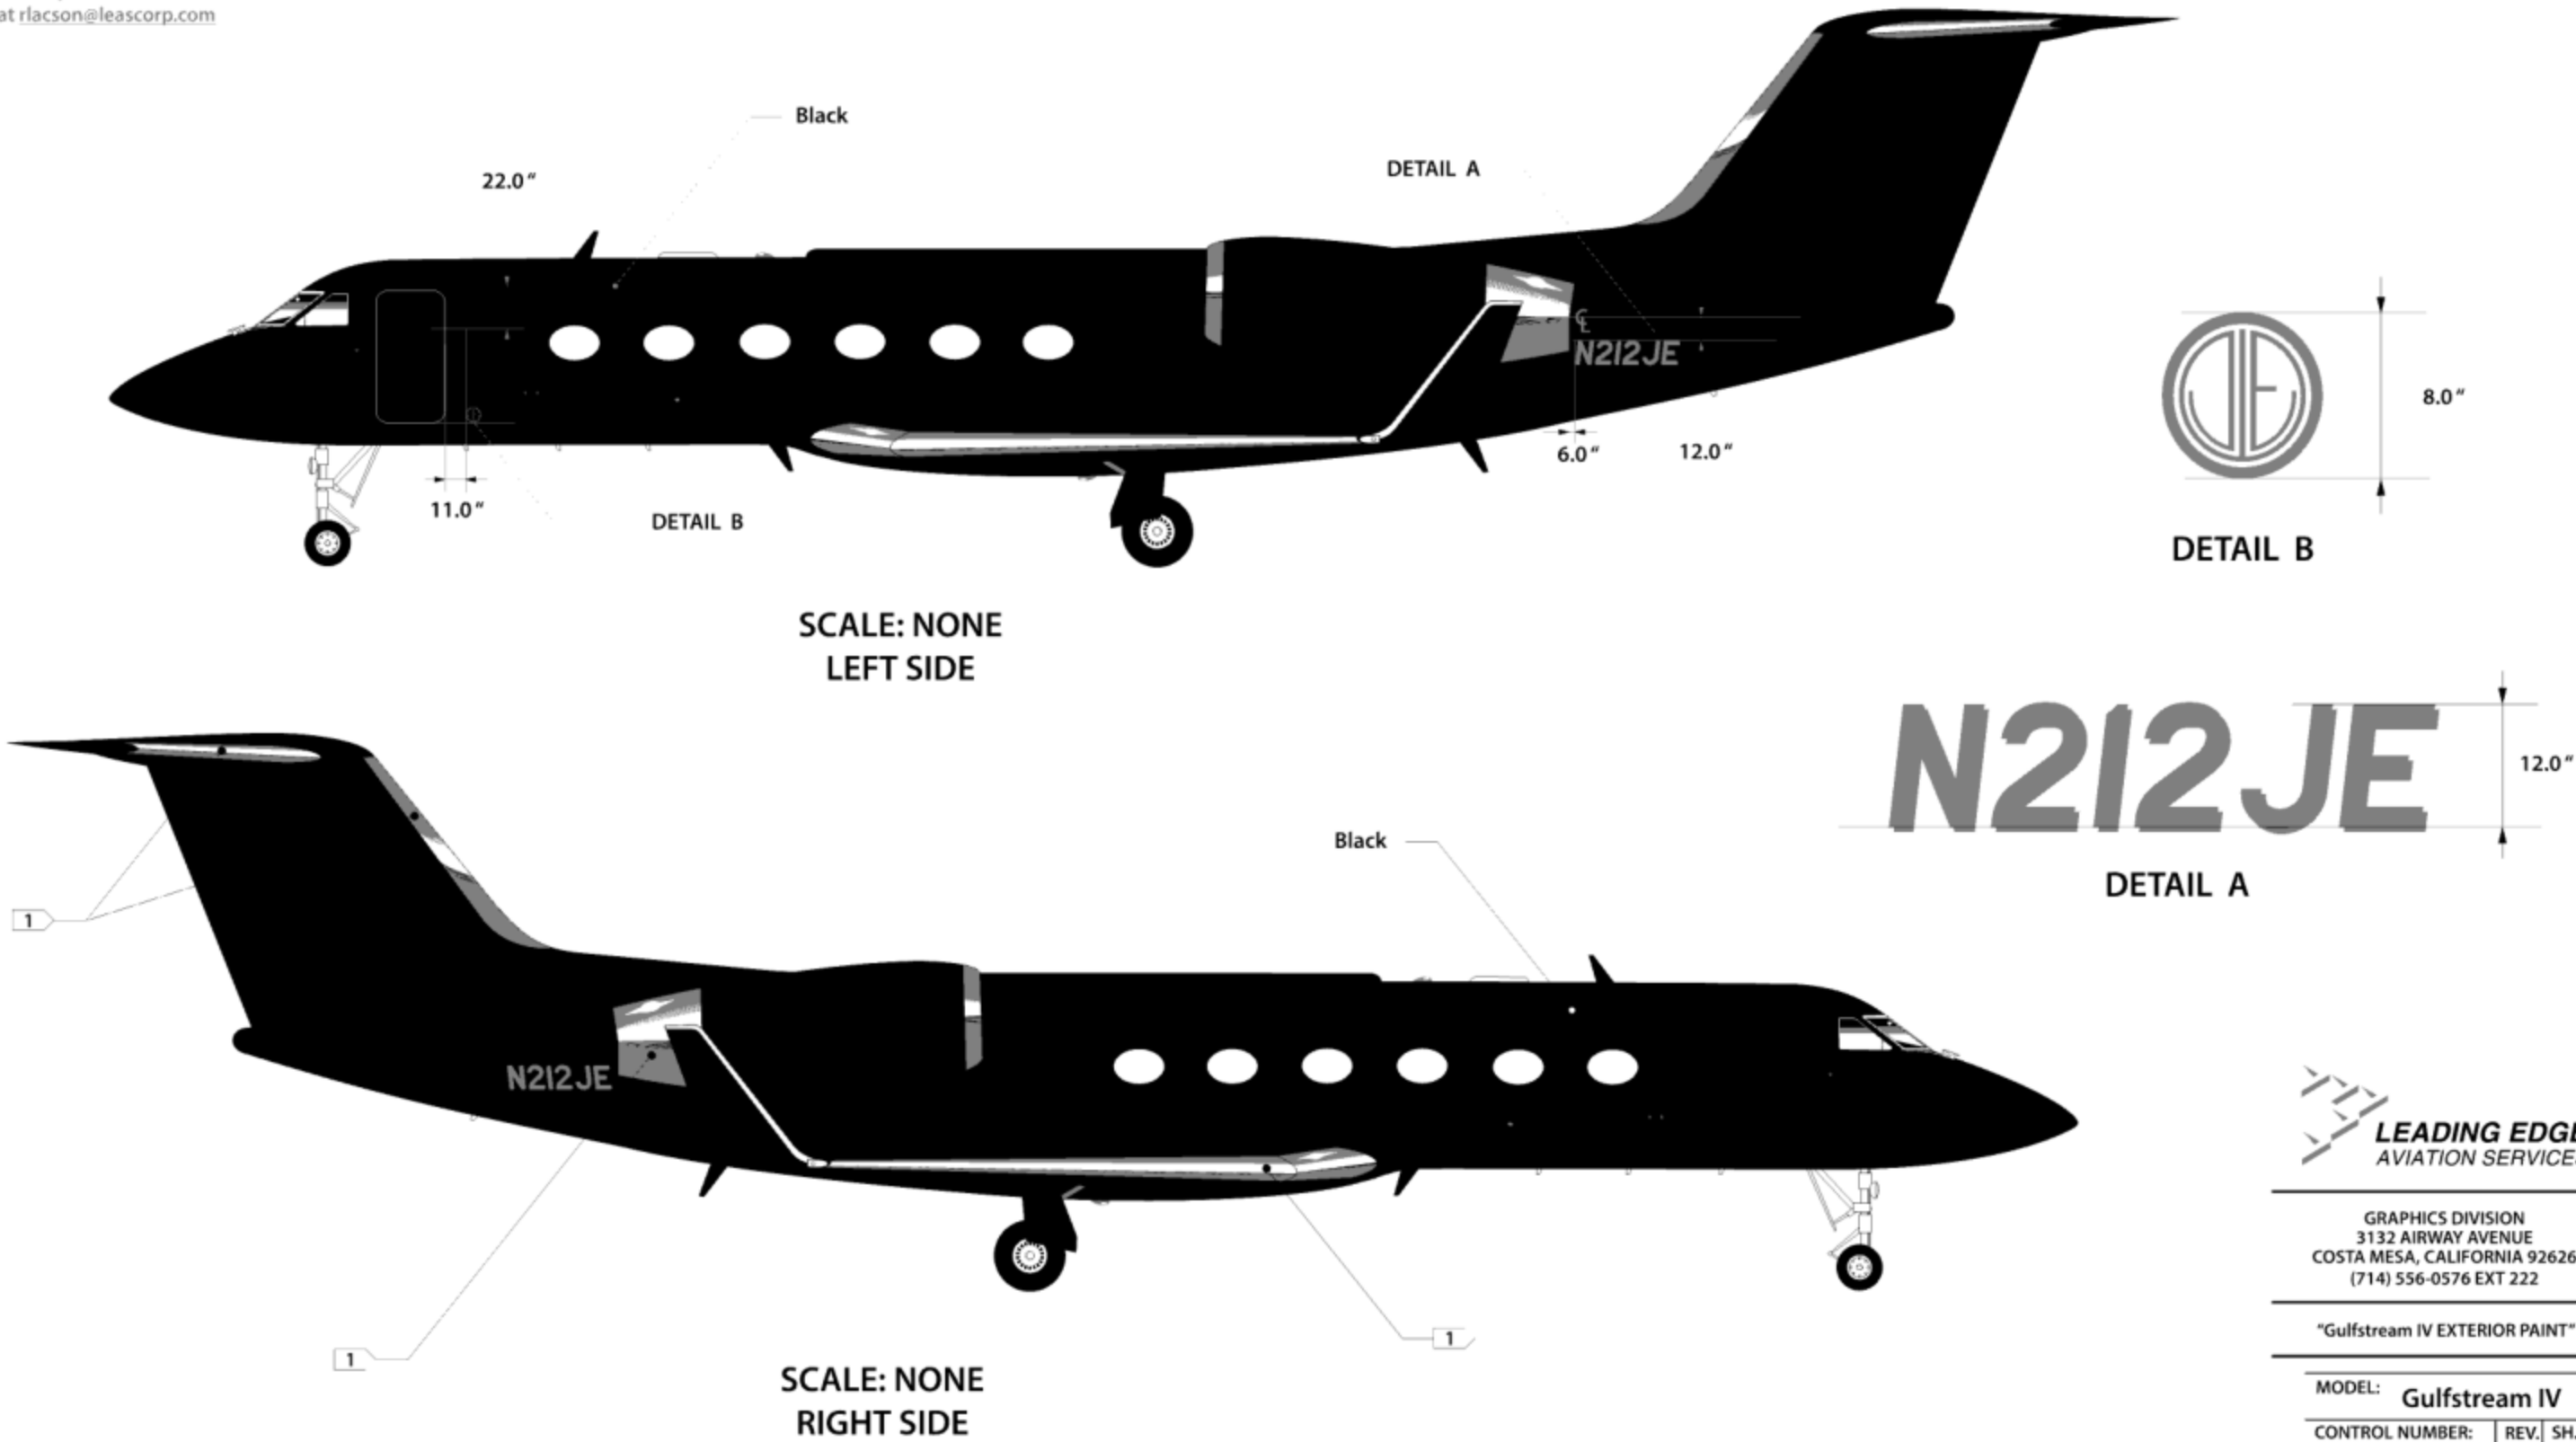 at rlacson@leascorp.com
Black
22.0"
DETAIL A
N212JE
6.0"
12.0"
11.0"
DETAIL B
8.0"
DETAIL B
SCALE: NONE
LEFT SIDE
N212JE
12.0"
DETAIL A
Black
1
N212JE
1
1
SCALE: NONE
RIGHT SIDE
LEADING EDGE
AVIATION SERVICES
GRAPHICS DIVISION
3132 AIRWAY AVENUE
COSTA MESA, CALIFORNIA 92626
(714) 556-0576 EXT 222
"Gulfstream IV EXTERIOR PAINT"
MODEL: Gulfstream IV
CONTROL NUMBER: REV.